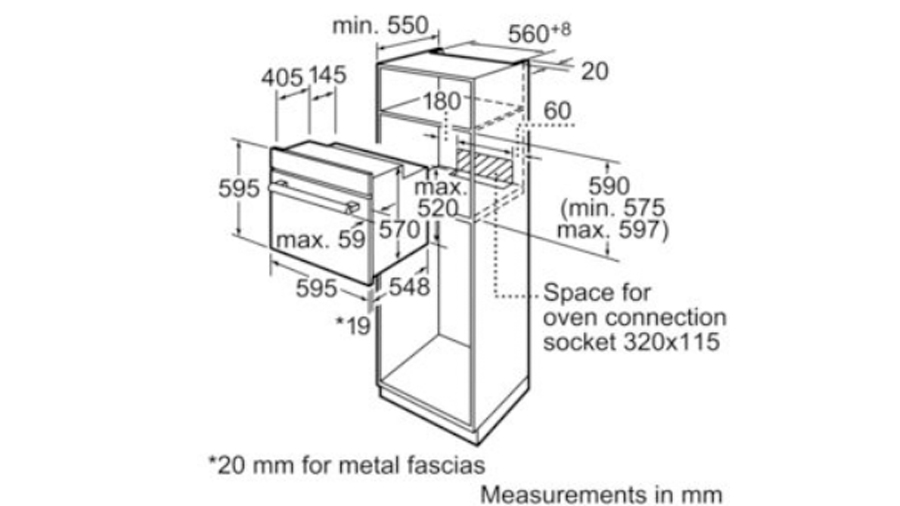 min. 550
560+8
20
405 145
180
60
595
max.
520
590
(min. 575
max. 597)
570
max. 59
595
548
*19
Space for
oven connection
socket 320x115
*20 mm for metal fascias
Measurements in mm